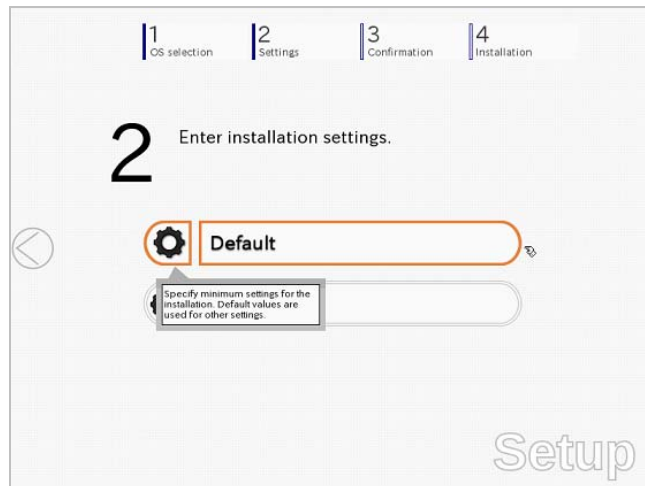 1
OS selection
2
Settings
3
Confirmation
4
Installation
2
Enter installation settings.
Default
Specify minimum settings for the
installation. Default values are
used for other settings.
Setup